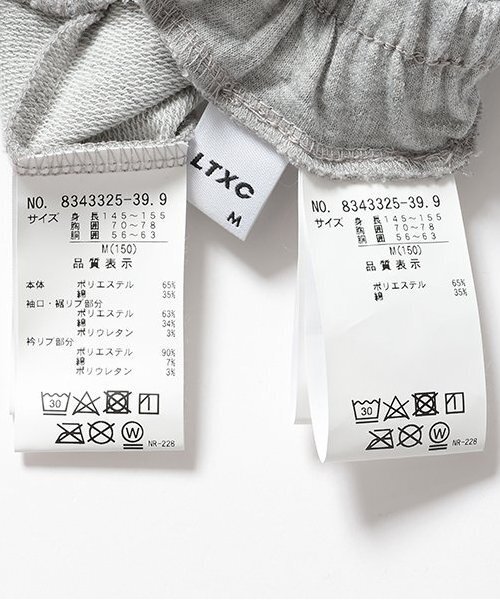 LTXC
M
NO. 8343325-39.9
サイズ 身 長 145~155
胸 囲 70~78
胴 囲 56~63
M(150)
品質表示
本体 ポリエステル 65%
綿 35%
袖口・裾リブ部分
ポリエステル 63%
綿 34%
ポリウレタン 3%
衿リブ部分
ポリエステル 90%
綿 7%
ポリウレタン 3%
30
W
NR-228
NO. 8343325-39.9
サイズ 身 長 145~155
胸 囲 70~78
胴 囲 56~63
M(150)
品質表示
ポリエステル 65%
綿 35%
30
W
NR-228